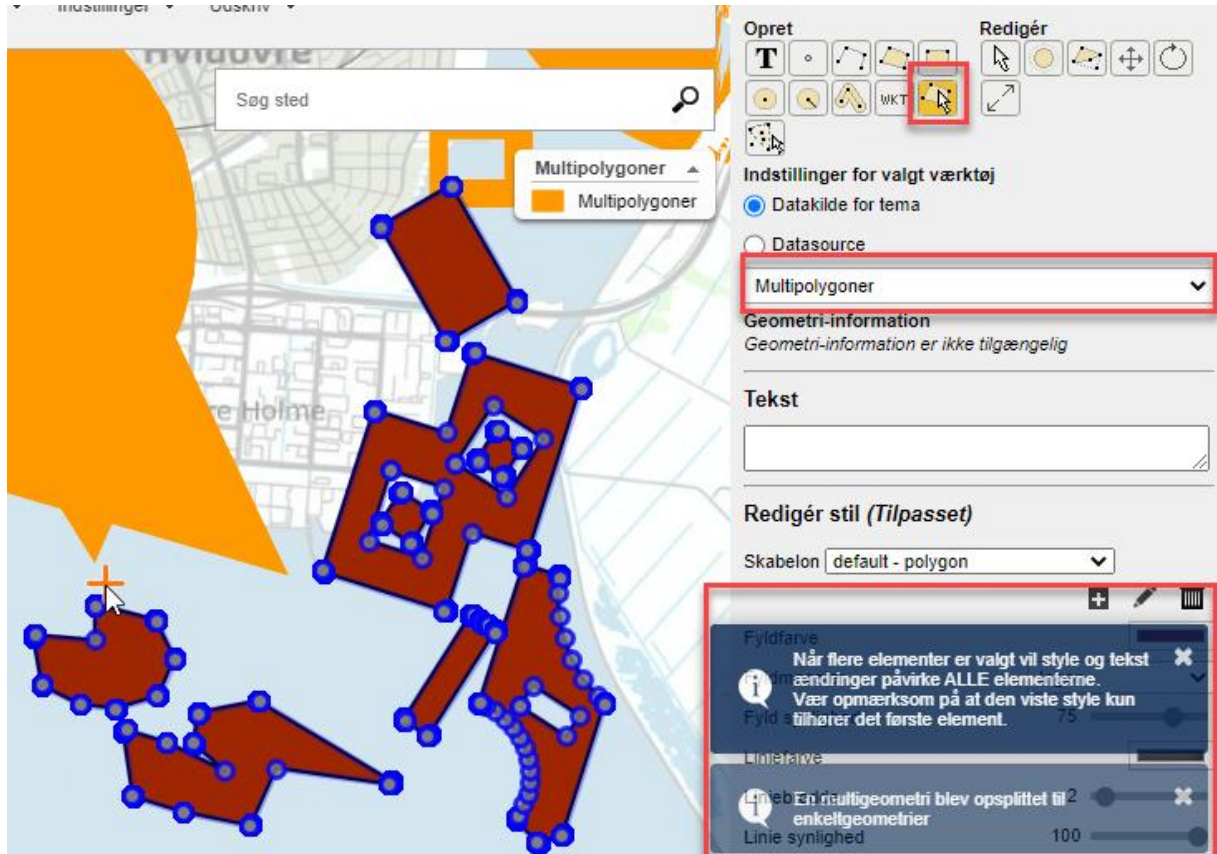 Indstillinger
Udskriv
Hvidovre
Søg sted
Multipolygoner
Multipolygoner
re Holme
Opret
Redigér
T
WKT
Indstillinger for valgt værktøj
Datakilde for tema
Datasource
Multipolygoner
Geometri-information
Geometri-information er ikke tilgængelig
Tekst
Redigér stil (Tilpasset)
Skabelon default - polygon
Fyldfarve
Når flere elementer er valgt vil style og tekst
ændringer påvirke ALLE elementerne.
Vær opmærksom på at den viste style kun
tilhører det første element.
75
Liniefarve
En multigeometri blev opsplittet til
enkeltgeometrier
2
Linie synlighed 100